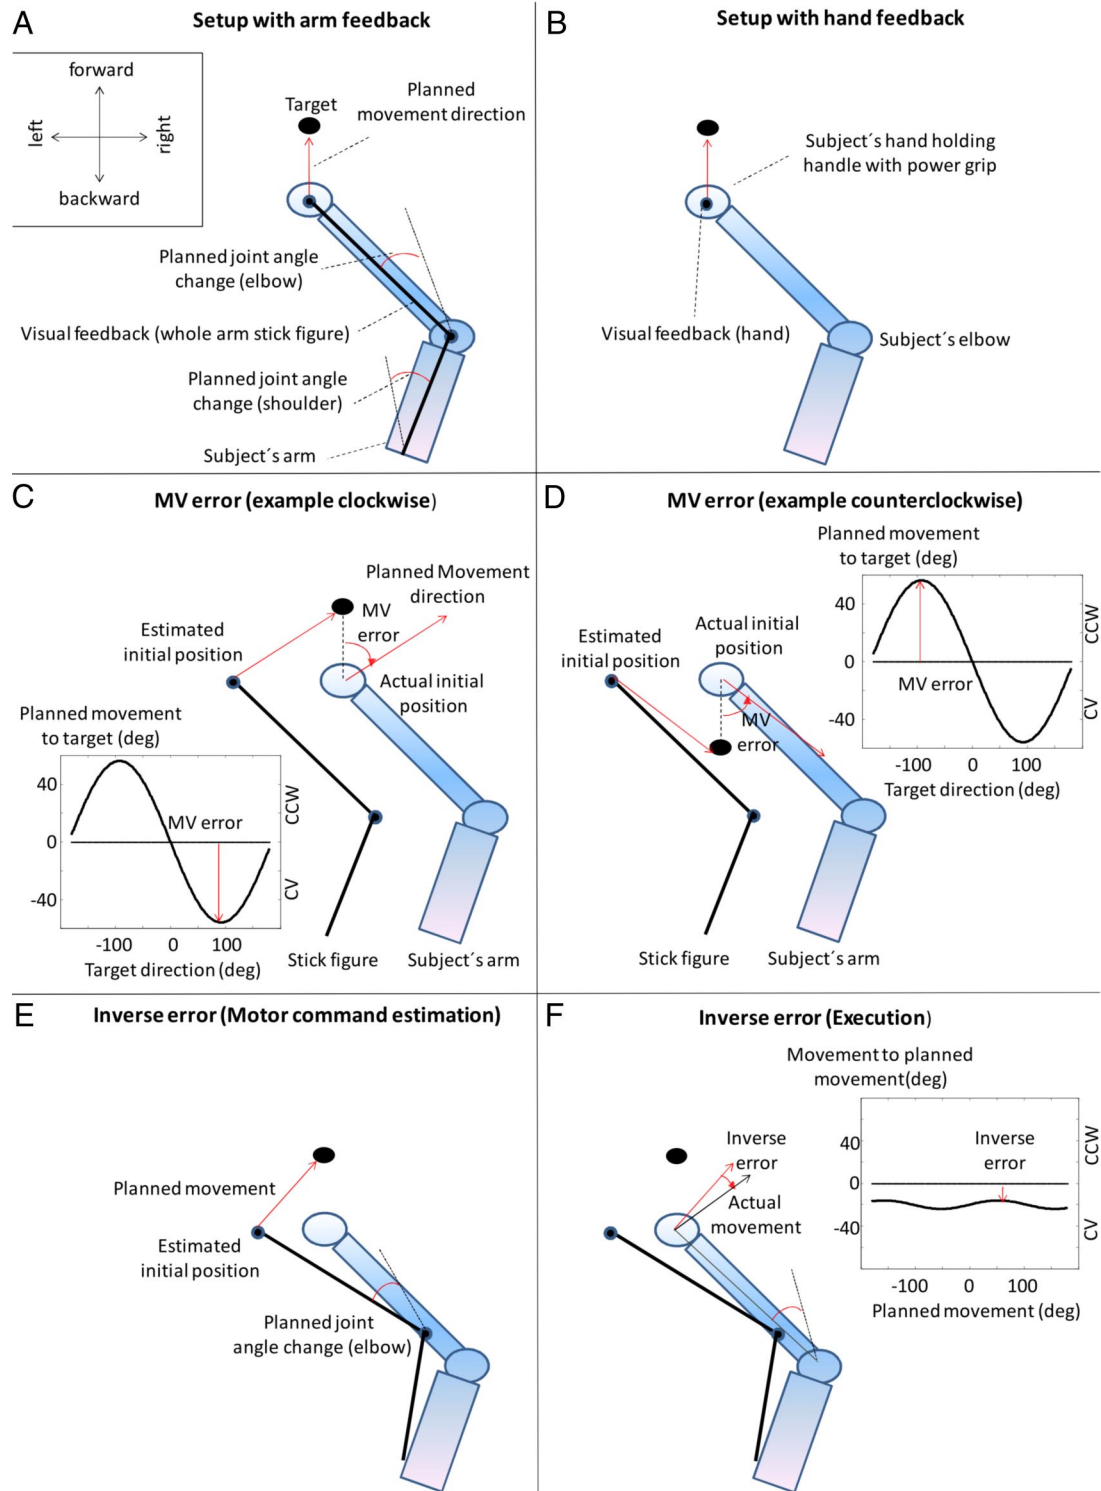 A
Setup with arm feedback
forward
left
right
backward
Target
Planned
movement direction
Planned joint angle
change (elbow)
Visual feedback (whole arm stick figure)
Planned joint angle
change (shoulder)
Subject´s arm
B
Setup with hand feedback
Subject´s hand holding
handle with power grip
Visual feedback (hand)
Subject´s elbow
C
MV error (example clockwise)
Planned Movement
direction
MV
error
Estimated
initial position
Actual initial
position
Planned movement
to target (deg)
40
0
-40
MV error
CCW
CV
-100
0
100
Target direction (deg)
Stick figure
Subject´s arm
D
MV error (example counterclockwise)
Planned movement
to target (deg)
40
0
-40
MV error
CCW
CV
-100
0
100
Target direction (deg)
Actual initial
position
Estimated
initial position
MV
error
Stick figure
Subject´s arm
E
Inverse error (Motor command estimation)
Planned movement
Estimated
initial position
Planned joint
angle change (elbow)
F
Inverse error (Execution)
Movement to planned
movement(deg)
Inverse
error
Actual
movement
40
0
-40
Inverse
error
CCW
CV
-100
0
100
Planned movement (deg)